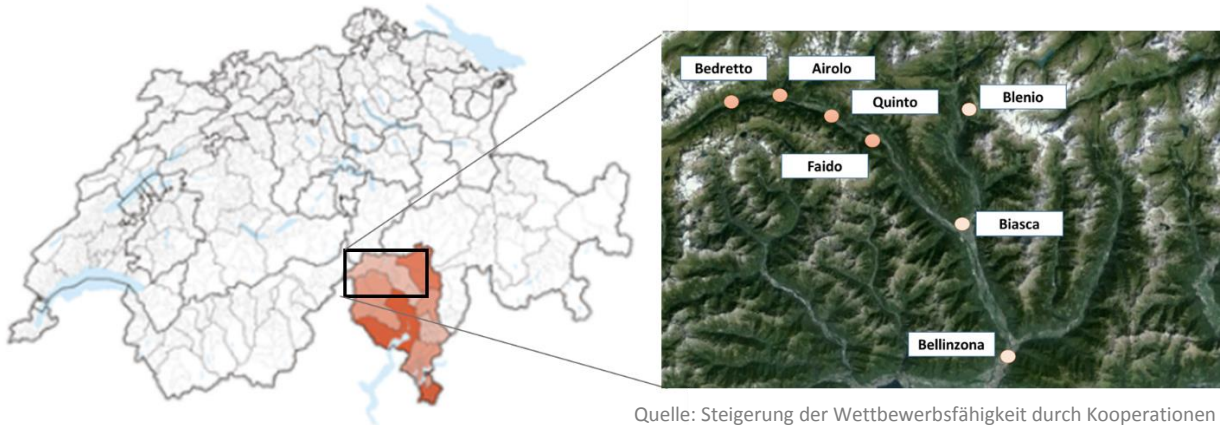 Bedretto
Airolo
Quinto
Blenio
Faido
Biasca
Bellinzona
Quelle: Steigerung der Wettbewerbsfähigkeit durch Kooperationen